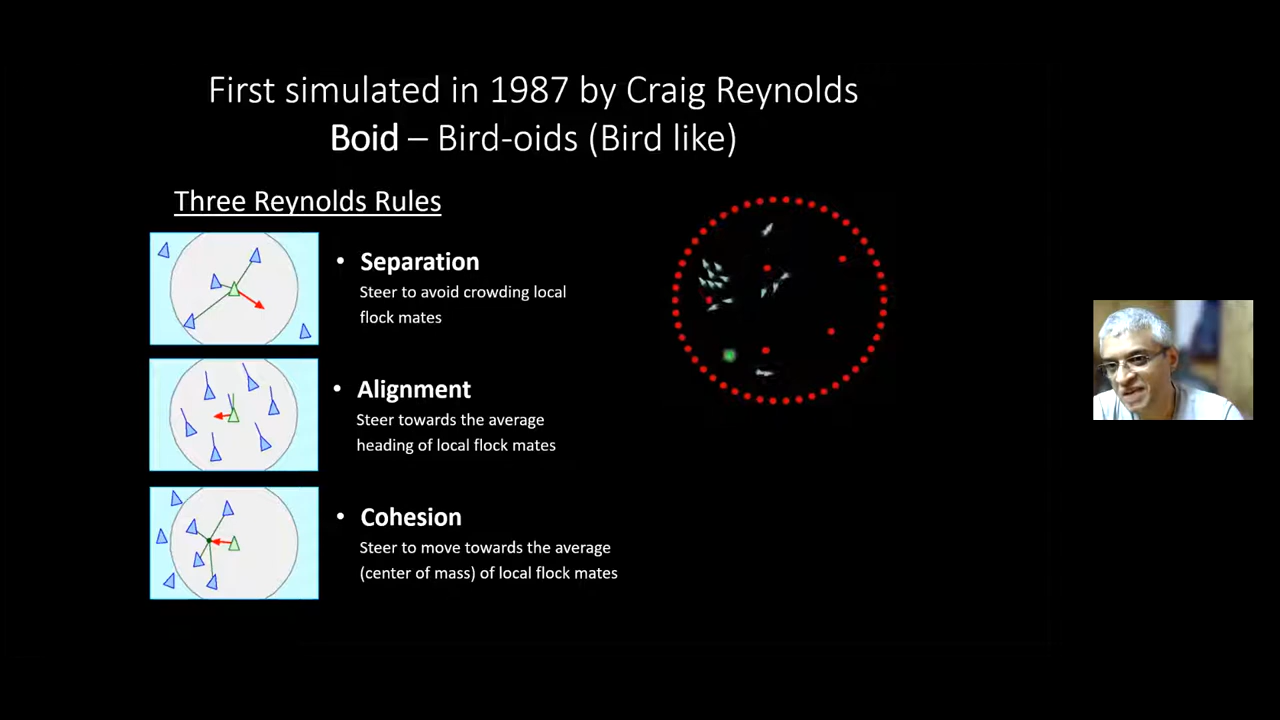 First simulated in 1987 by Craig Reynolds
Boid – Bird-oids (Bird like)
Three Reynolds Rules
• Separation
Steer to avoid crowding local
flock mates
• Alignment
Steer towards the average
heading of local flock mates
• Cohesion
Steer to move towards the average
(center of mass) of local flock mates